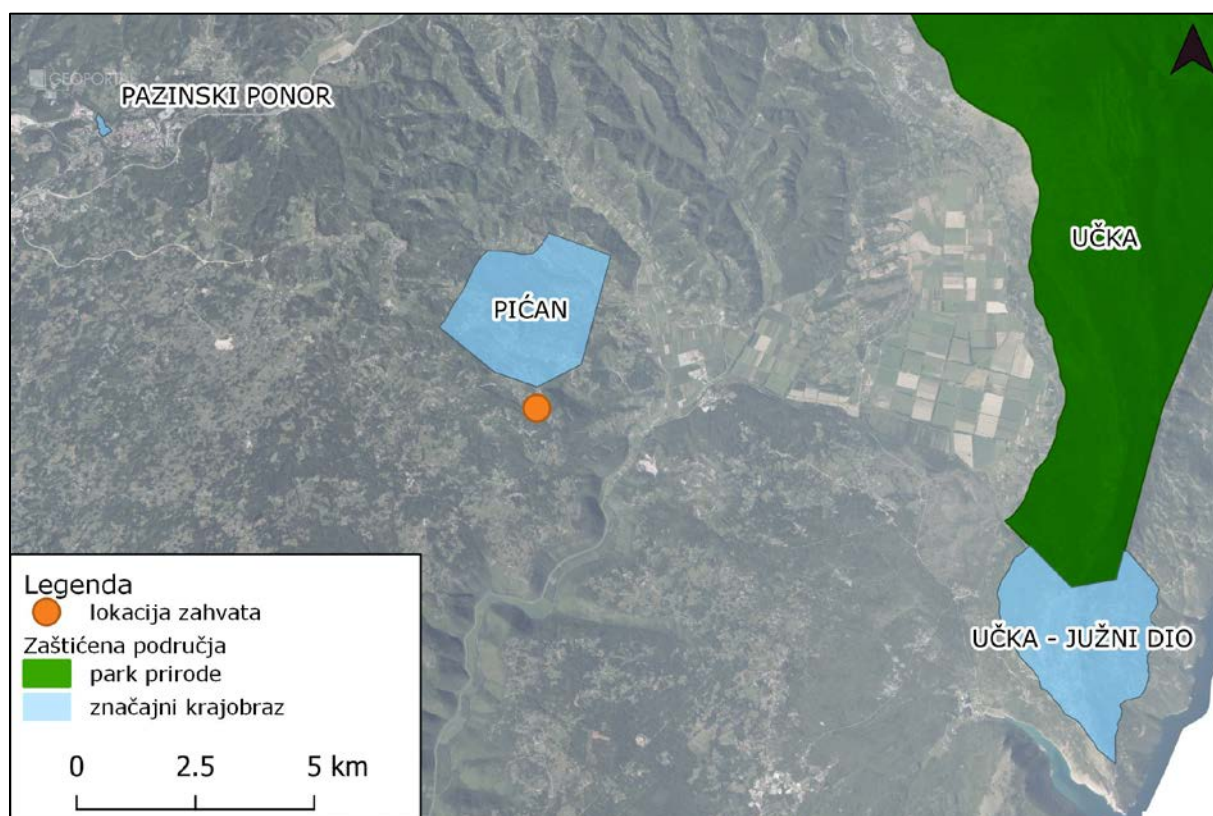 GEOPORTAL
PAZINSKI PONOR
UČKA
PIĆAN
UČKA - JUŽNI DIO
Legenda
lokacija zahvata
Zaštićena područja
park prirode
značajni krajobraz
0 2.5 5 km